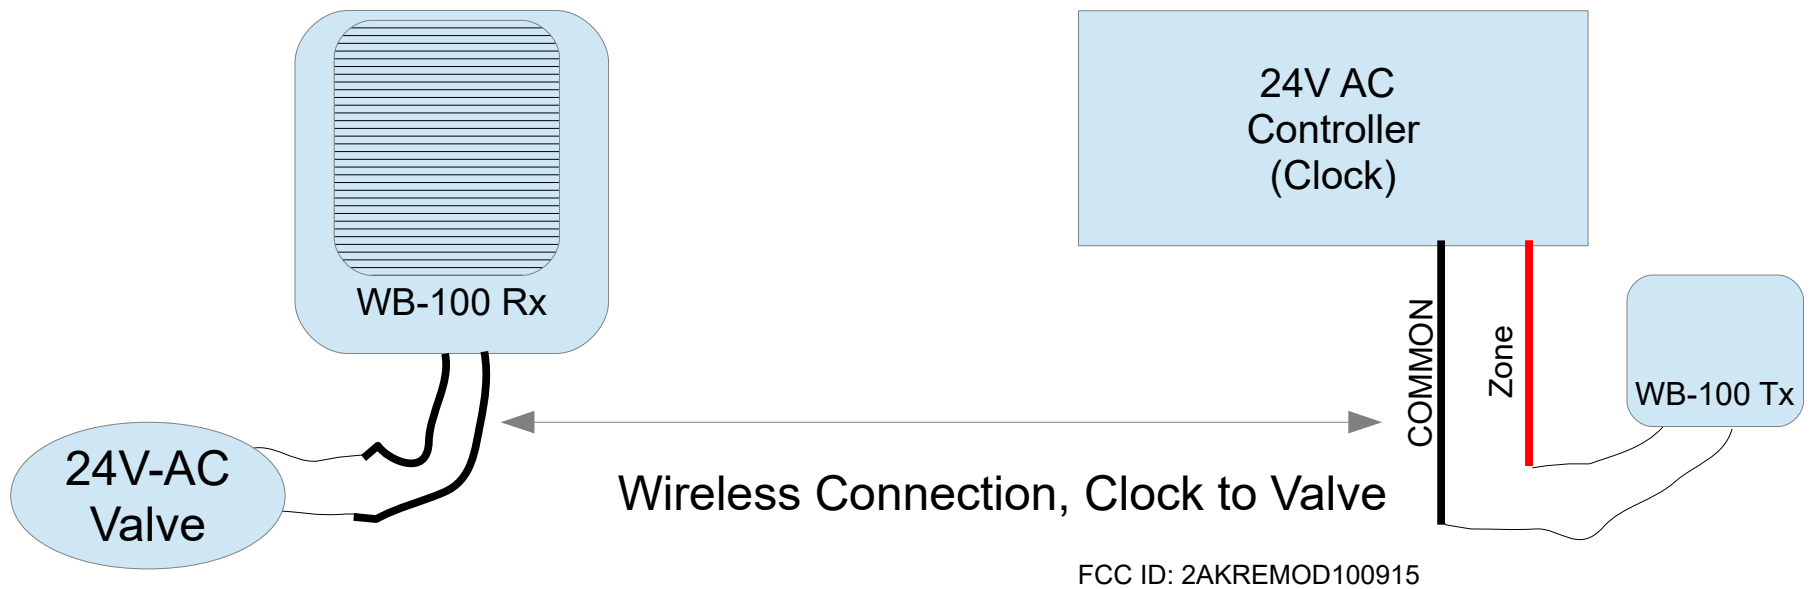 24V AC
Controller
(Clock)
WB-100 Rx
COMMON
Zone
WB-100 Tx
24V-AC
Valve
Wireless Connection, Clock to Valve
FCC ID: 2AKREMOD100915